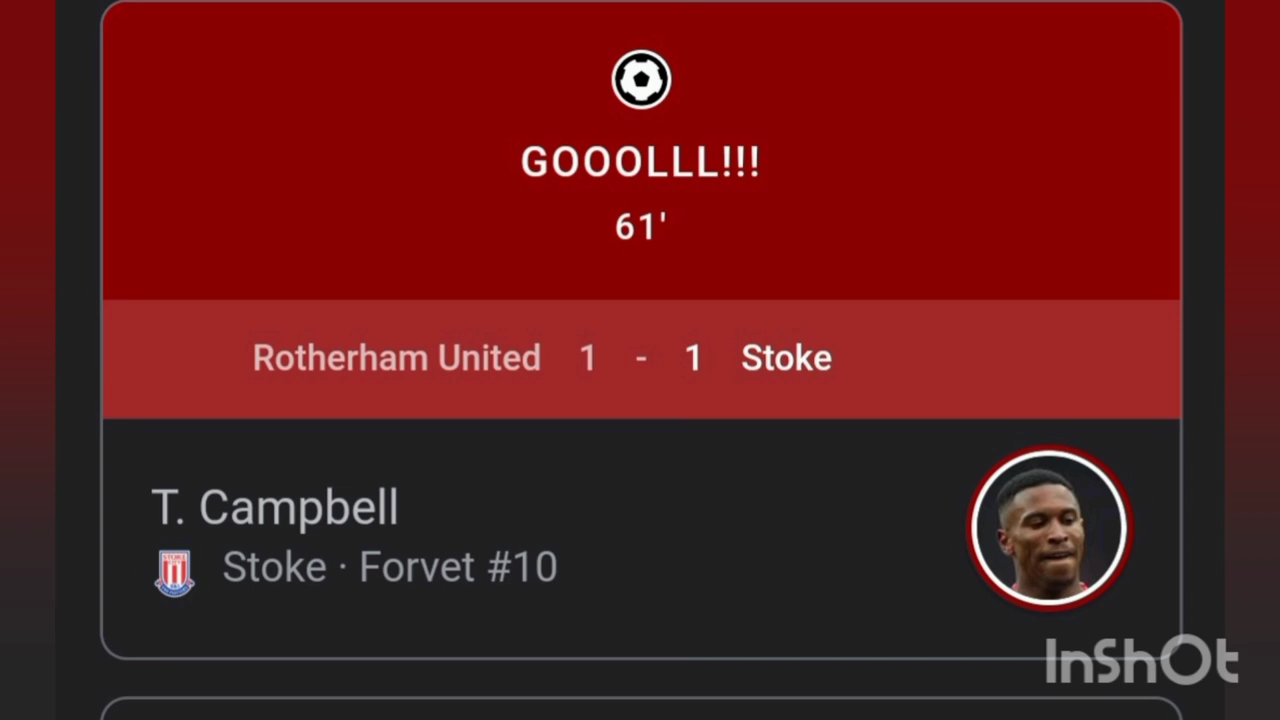 GOOOLLL!!!
61'
Rotherham United 1 - 1 Stoke
T. Campbell
Stoke · Forvet #10
InShOt